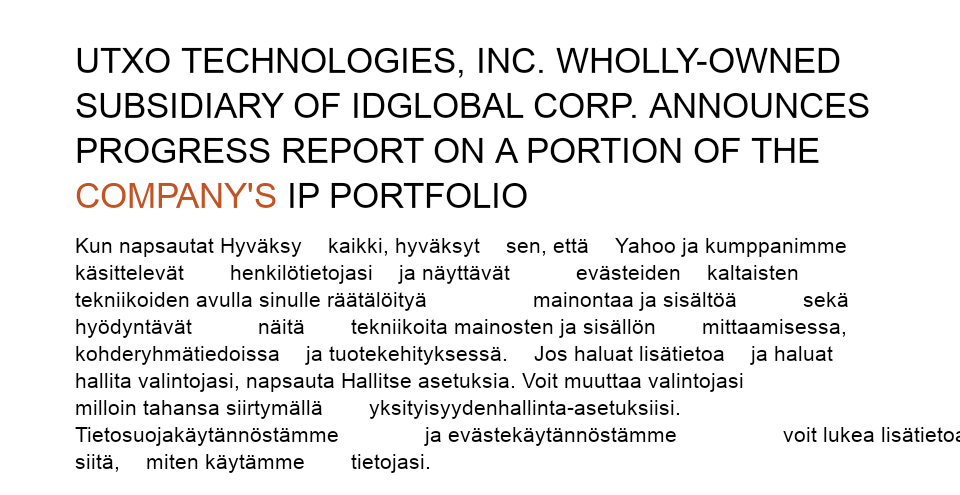 UTXO TECHNOLOGIES, INC. WHOLLY-OWNED
SUBSIDIARY OF IDGLOBAL CORP. ANNOUNCES
PROGRESS REPORT ON A PORTION OF THE
COMPANY'S IP PORTFOLIO
Kun napsautat Hyväksy kaikki, hyväksyt sen, että Yahoo ja kumppanimme
käsittelevät henkilötietojasi ja näyttävät evästeiden kaltaisten
tekniikoiden avulla sinulle räätälöityä mainontaa ja sisältöä sekä
hyödyntävät näitä tekniikoita mainosten ja sisällön mittaamisessa,
kohderyhmätiedoissa ja tuotekehityksessä. Jos haluat lisätietoa ja haluat
hallita valintojasi, napsauta Hallitse asetuksia. Voit muuttaa valintojasi
milloin tahansa siirtymällä yksityisyydenhallinta-asetuksiisi.
Tietosuojakäytännöstämme ja evästekäytännöstämme voit lukea lisätietoa
siitä, miten käytämme tietojasi.